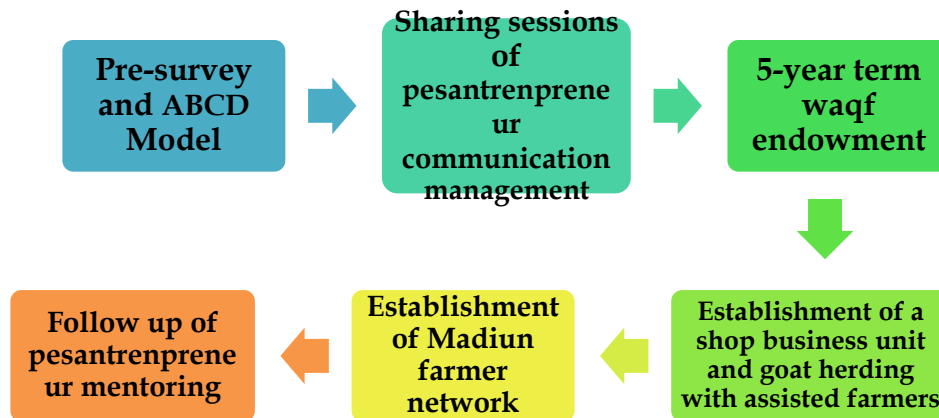 Pre-survey
and ABCD
Model
Sharing sessions
of
pesantrenprene
ur
communication
management
5-year term
waqf
endowment
Establishment of a
shop business unit
and goat herding
with assisted farmers
Establishment
of Madiun
farmer
network
Follow up of
pesantrenprene
ur mentoring